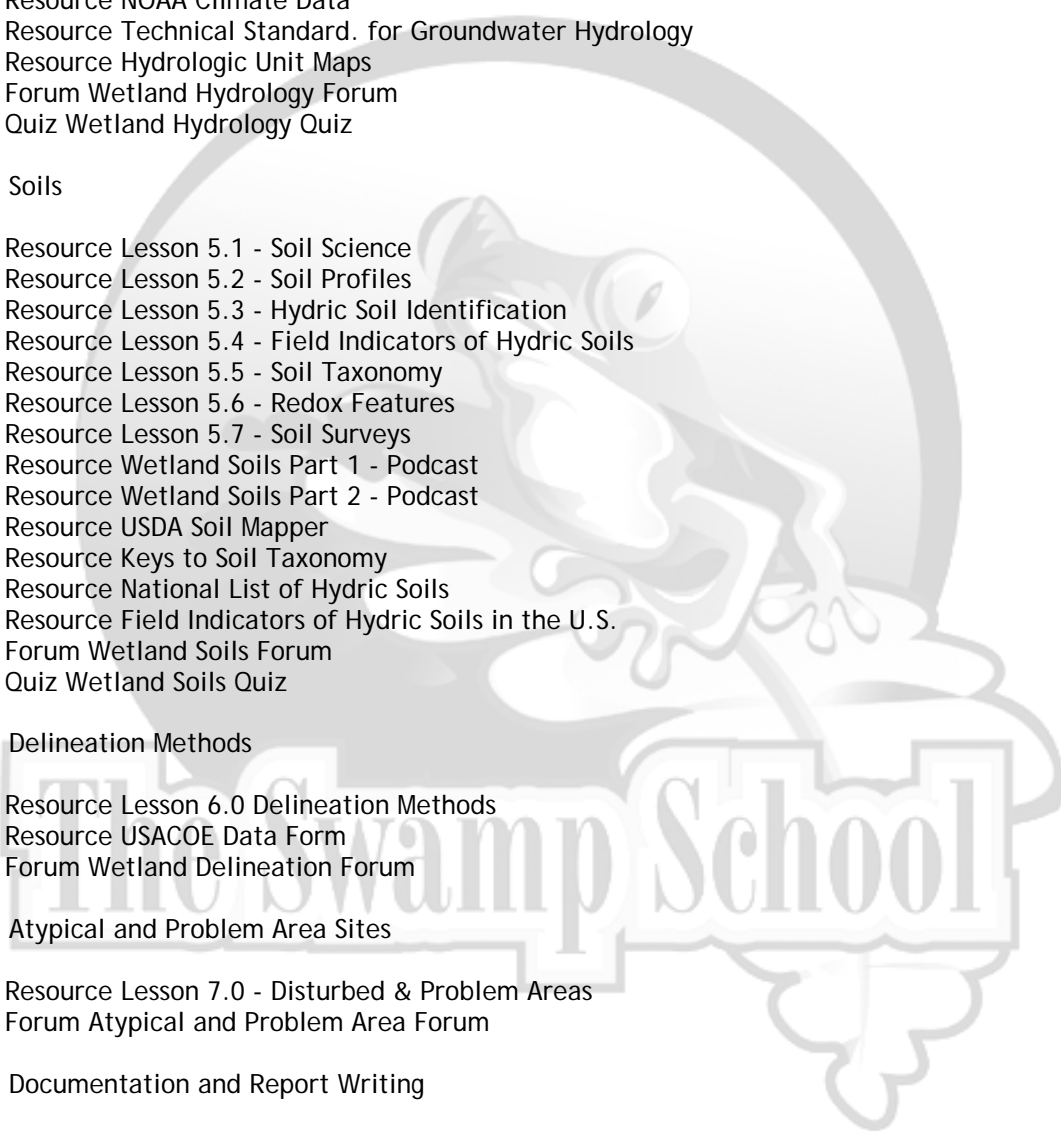 Resource NOAA Climate Data
Resource Technical Standard. for Groundwater Hydrology
Resource Hydrologic Unit Maps
Forum Wetland Hydrology Forum
Quiz Wetland Hydrology Quiz
Soils
Resource Lesson 5.1 - Soil Science
Resource Lesson 5.2 - Soil Profiles
Resource Lesson 5.3 - Hydric Soil Identification
Resource Lesson 5.4 - Field Indicators of Hydric Soils
Resource Lesson 5.5 - Soil Taxonomy
Resource Lesson 5.6 - Redox Features
Resource Lesson 5.7 - Soil Surveys
Resource Wetland Soils Part 1 - Podcast
Resource Wetland Soils Part 2 - Podcast
Resource USDA Soil Mapper
Resource Keys to Soil Taxonomy
Resource National List of Hydric Soils
Resource Field Indicators of Hydric Soils in the U.S.
Forum Wetland Soils Forum
Quiz Wetland Soils Quiz
Delineation Methods
Resource Lesson 6.0 Delineation Methods
Resource USACOE Data Form
Forum Wetland Delineation Forum
The Swamp School
Atypical and Problem Area Sites
Resource Lesson 7.0 - Disturbed & Problem Areas
Forum Atypical and Problem Area Forum
Documentation and Report Writing